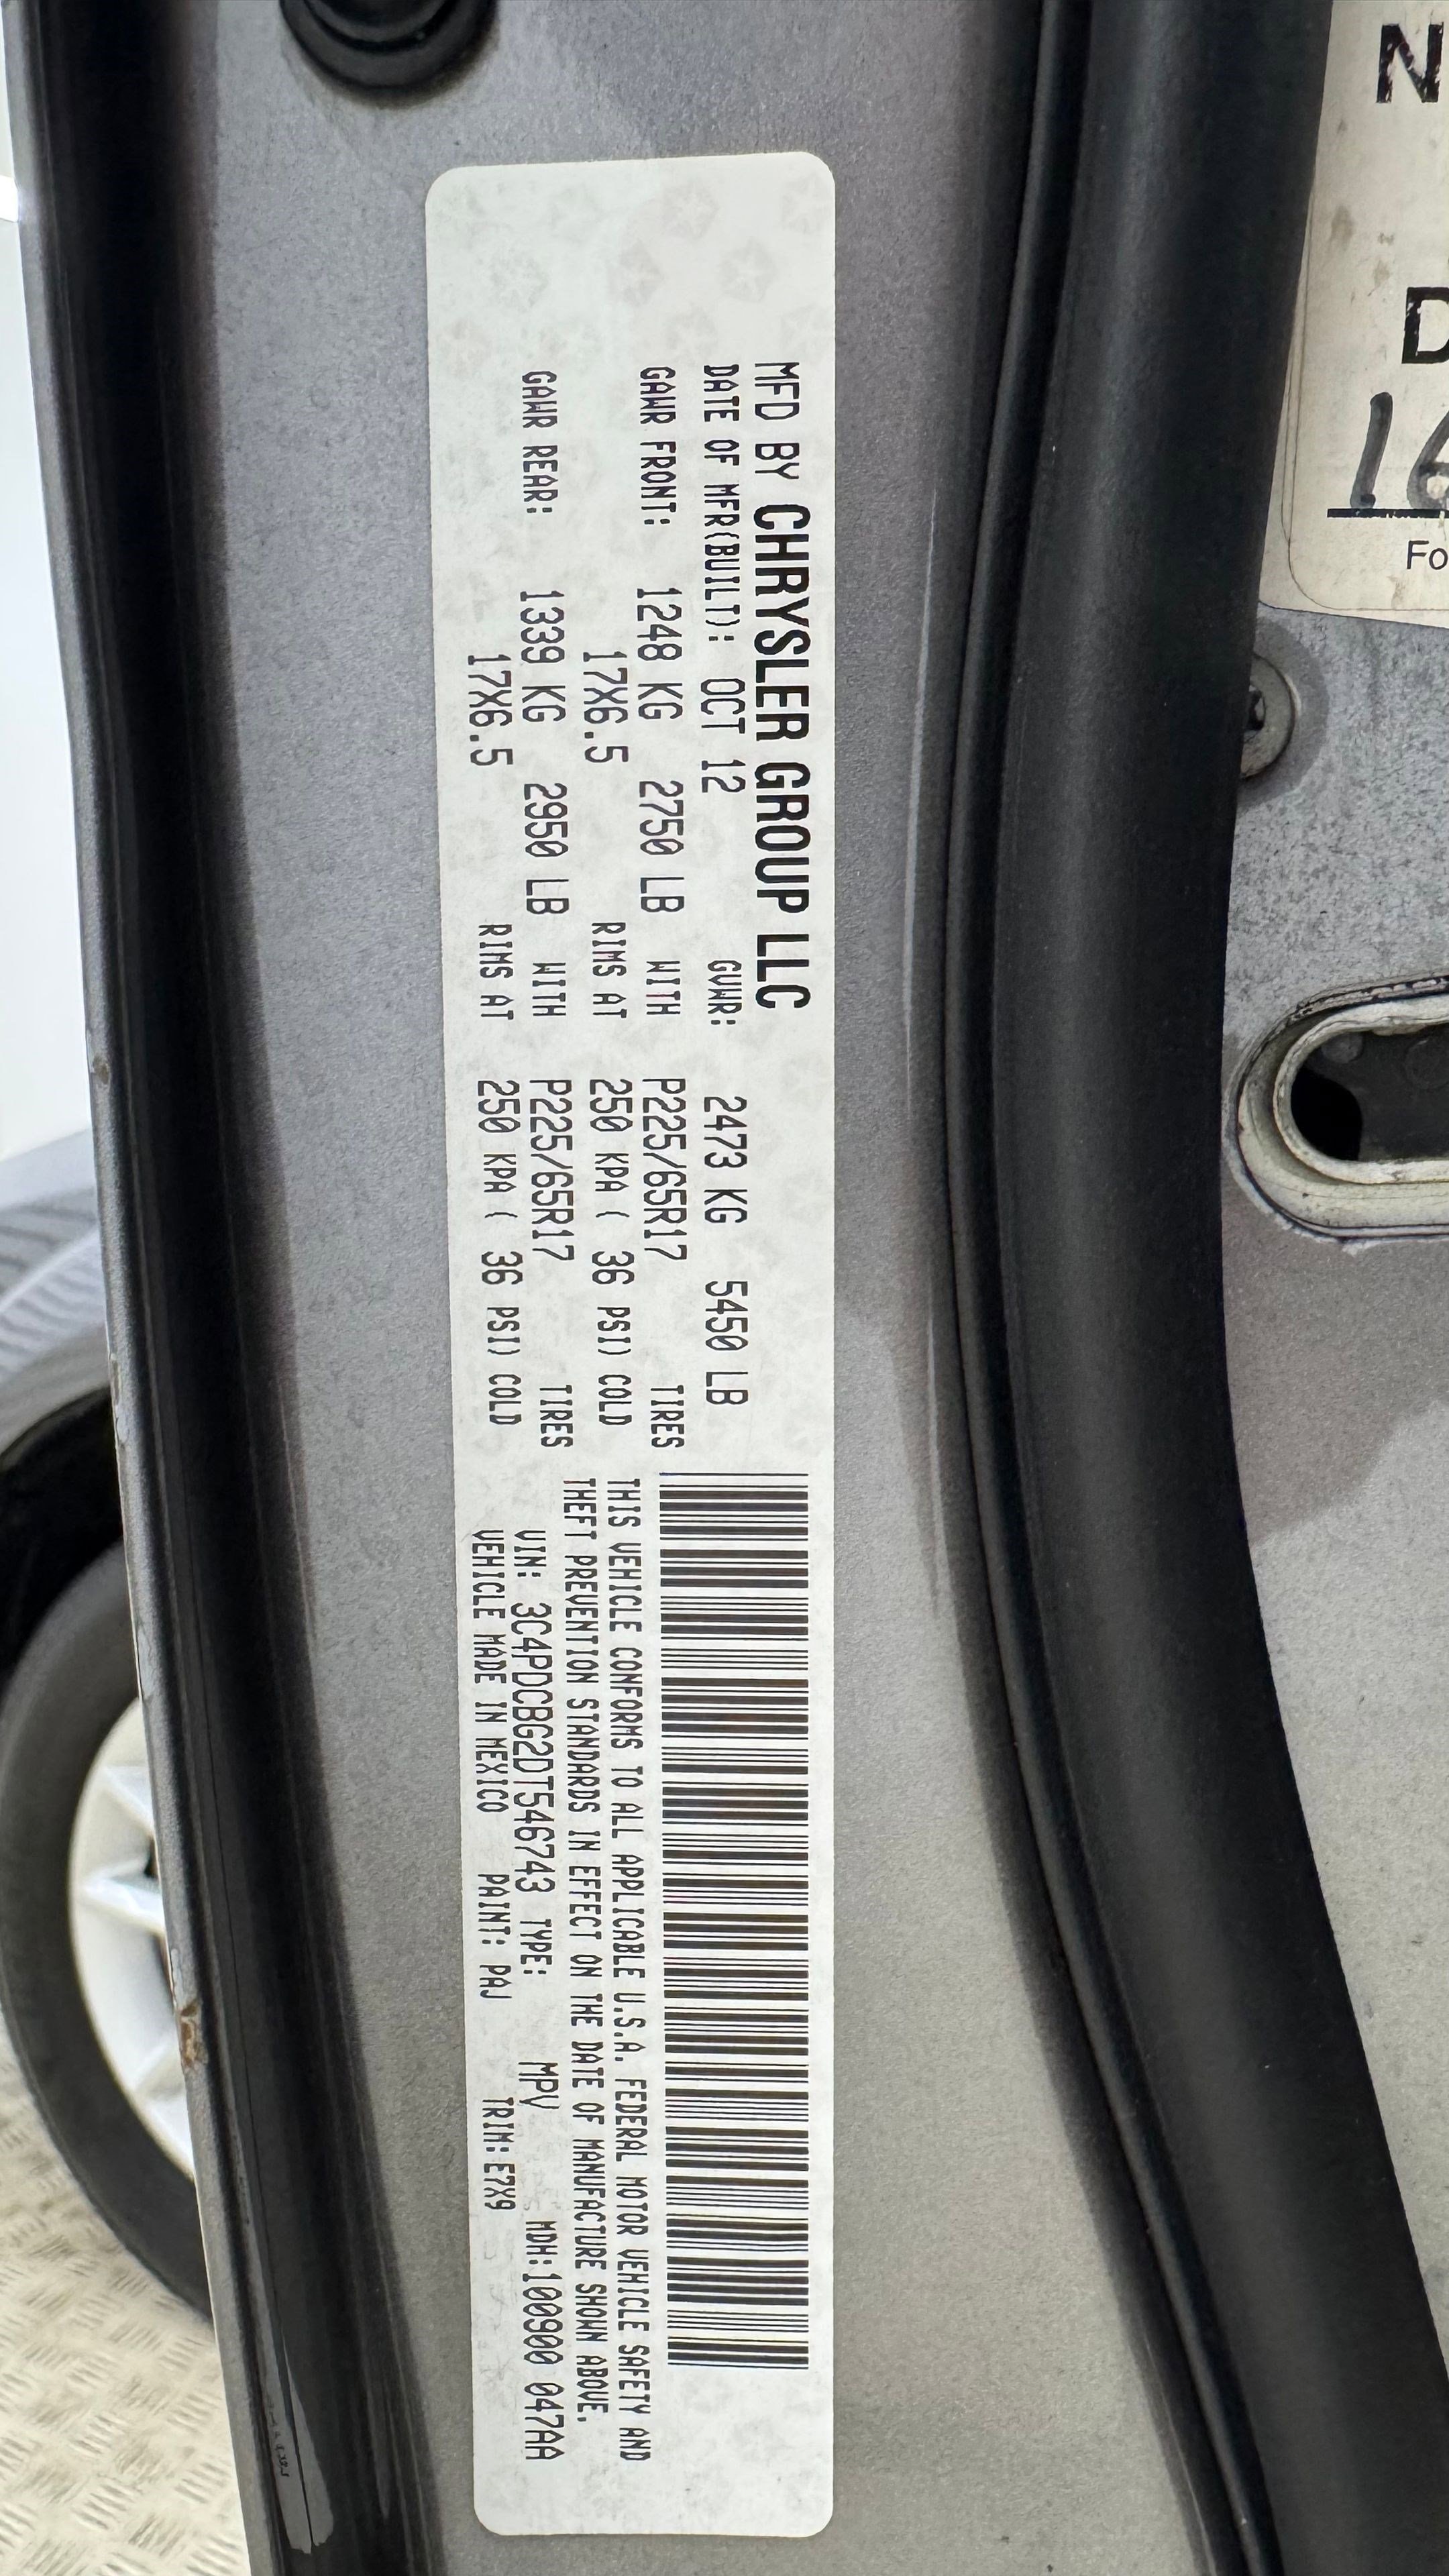 MFD BY CHRYSLER GROUP LLC
DATE OF MFR(BUILT): OCT 12 GVWR: 2473 KG 5450 LB
GAWR FRONT: 1248 KG 2750 LB WITH P225/65R17 TIRES
17X6.5 RIMS AT 250 KPA ( 36 PSI) COLD
GAWR REAR: 1339 KG 2950 LB WITH P225/65R17 TIRES
17X6.5 RIMS AT 250 KPA ( 36 PSI) COLD
THIS VEHICLE CONFORMS TO ALL APPLICABLE U.S.A. FEDERAL MOTOR VEHICLE SAFETY AND
THEFT PREVENTION STANDARDS IN EFFECT ON THE DATE OF MANUFACTURE SHOWN ABOVE.
VIN: 3C4PDCBG2DT546743 TYPE: MPV MDH:100900 047AA
VEHICLE MADE IN MEXICO PAINT: PAJ TRIM: E7X9